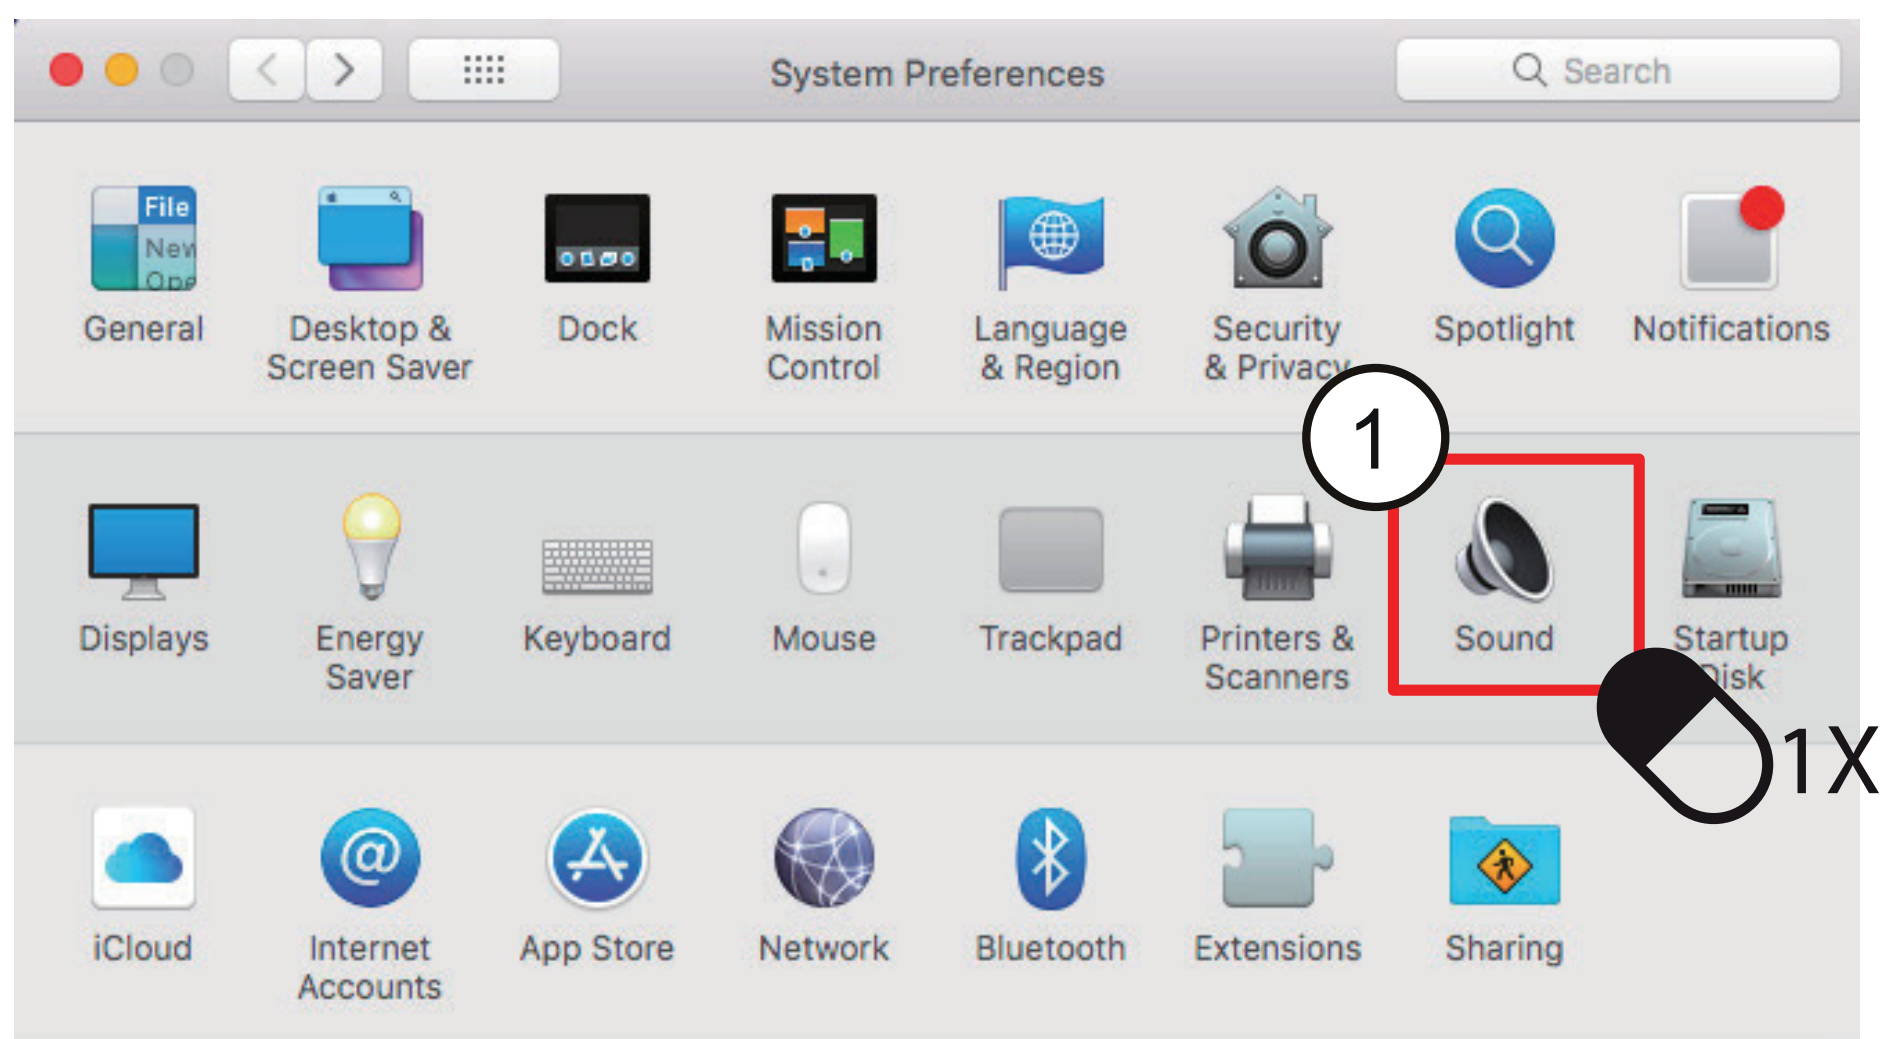 System Preferences
Search
File
New
Ope
General
Desktop &
Screen Saver
Dock
Mission
Control
Language
& Region
Security
& Privacy
Spotlight
Notifications
1
Displays
Energy
Saver
Keyboard
Mouse
Trackpad
Printers &
Scanners
Sound
Startup
Disk
1X
iCloud
Internet
Accounts
App Store
Network
Bluetooth
Extensions
Sharing